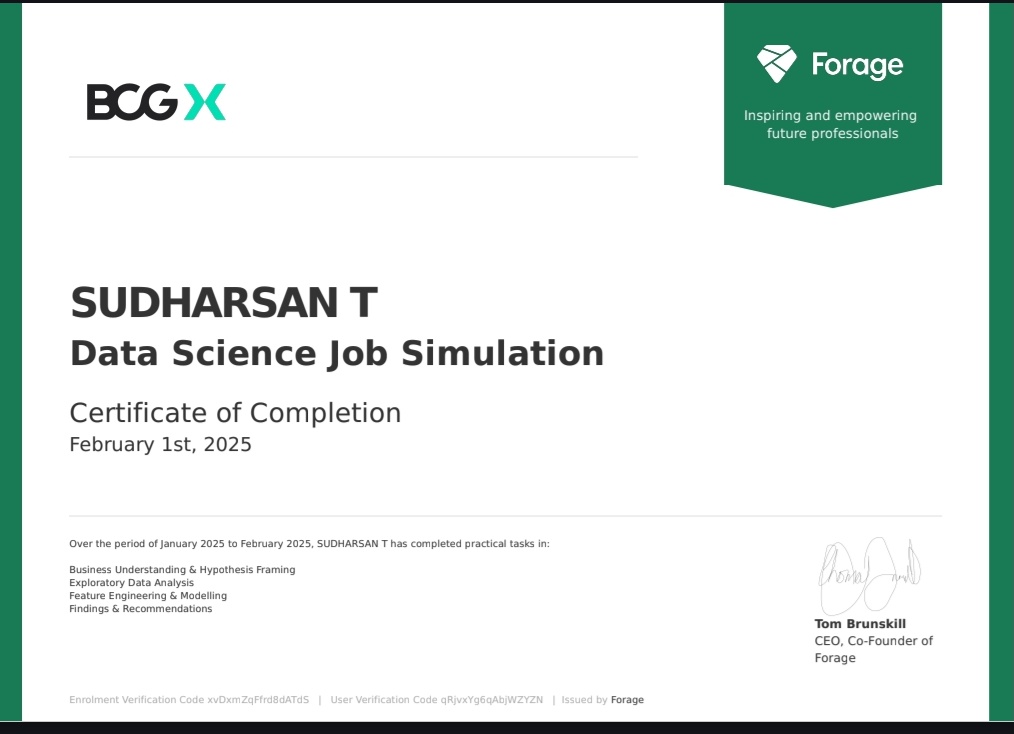 BCG X
Forage
Inspiring and empowering
future professionals
SUDHARSAN T
Data Science Job Simulation
Certificate of Completion
February 1st, 2025
Over the period of January 2025 to February 2025, SUDHARSAN T has completed practical tasks in:
Business Understanding & Hypothesis Framing
Exploratory Data Analysis
Feature Engineering & Modelling
Findings & Recommendations
Tom Brunskill
CEO, Co-Founder of
Forage
Enrolment Verification Code xvDxmZqFfrd8dATdS | User Verification Code qRjvxYg6qAbjWZYZN | Issued by Forage